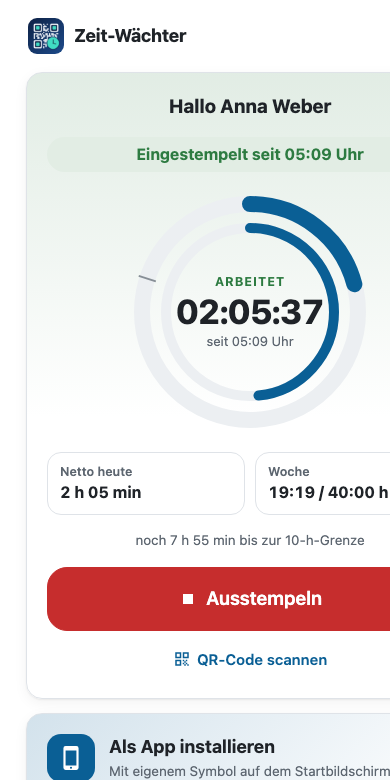 Zeit-Wächter
Hallo Anna Weber
Eingestempelt seit 05:09 Uhr
ARBEITET
02:05:37
seit 05:09 Uhr
Netto heute
2 h 05 min
Woche
19:19 / 40:00 h
noch 7 h 55 min bis zur 10-h-Grenze
Ausstempeln
QR-Code scannen
Als App installieren
Mit eigenem Symbol auf dem Startbildschirm